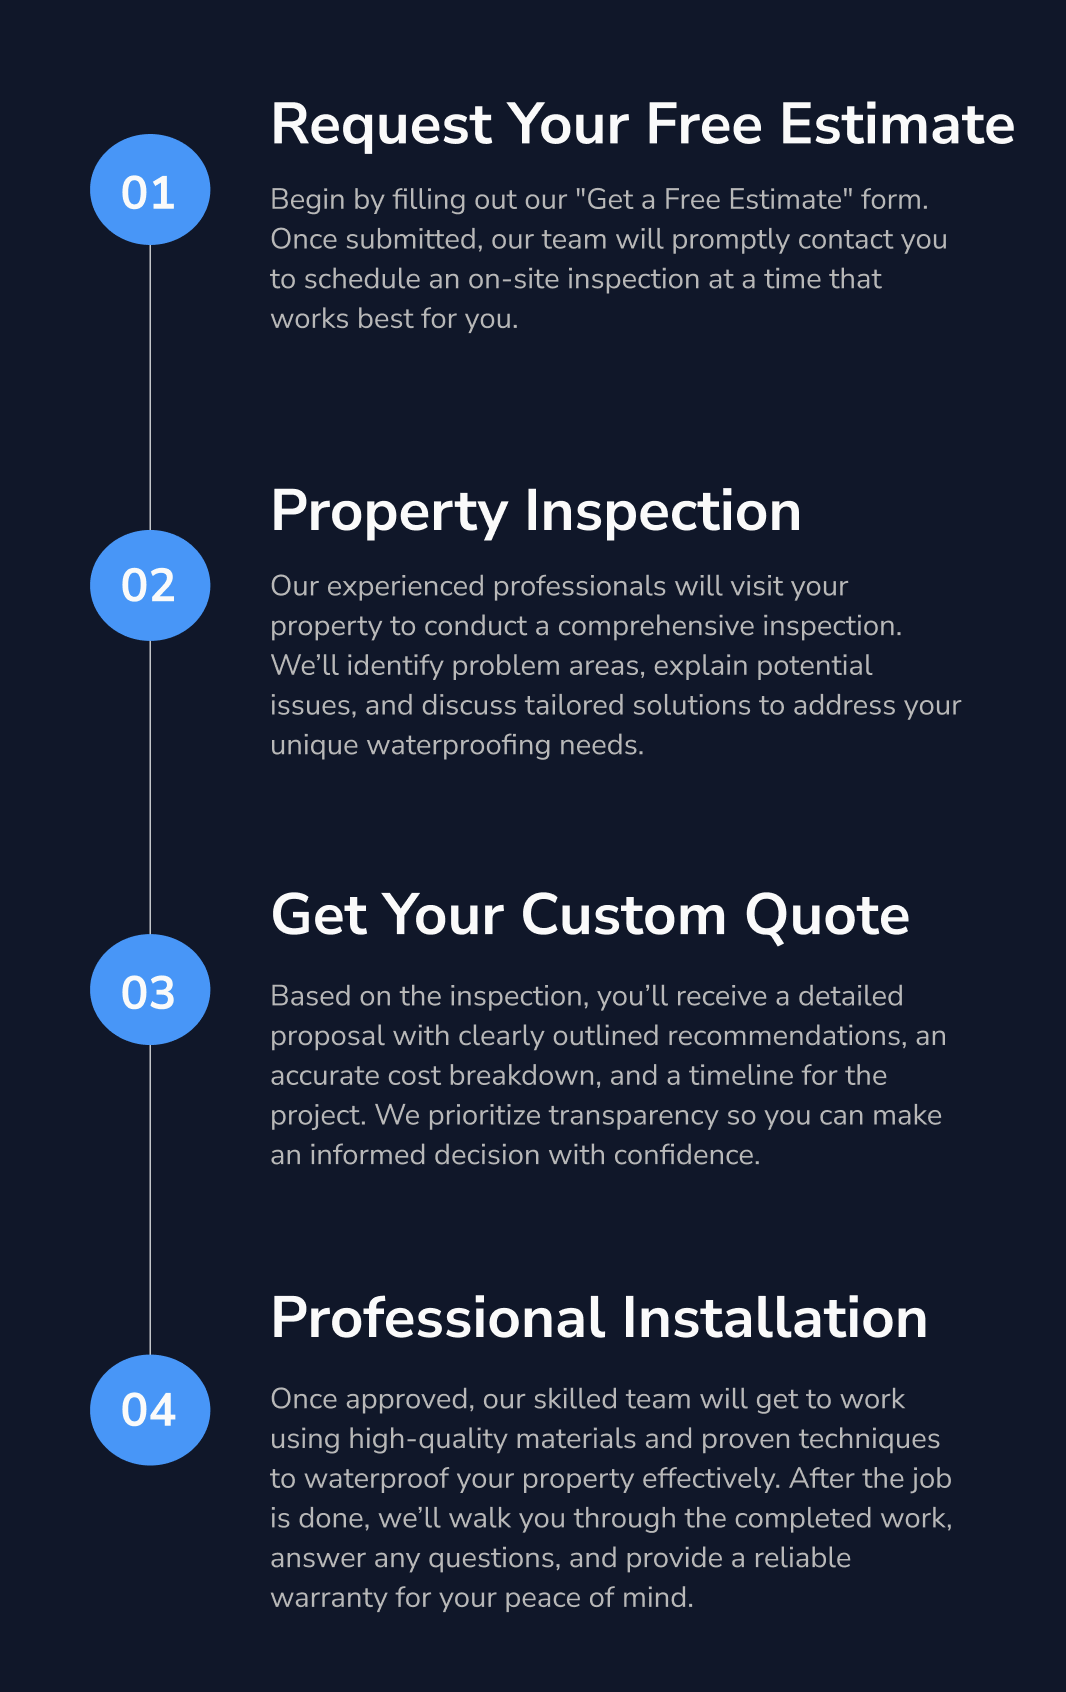 Request Your Free Estimate
01
Begin by filling out our "Get a Free Estimate" form.
Once submitted, our team will promptly contact you
to schedule an on-site inspection at a time that
works best for you.
Property Inspection
02
Our experienced professionals will visit your
property to conduct a comprehensive inspection.
We’ll identify problem areas, explain potential
issues, and discuss tailored solutions to address your
unique waterproofing needs.
Get Your Custom Quote
03
Based on the inspection, you’ll receive a detailed
proposal with clearly outlined recommendations, an
accurate cost breakdown, and a timeline for the
project. We prioritize transparency so you can make
an informed decision with confidence.
Professional Installation
04
Once approved, our skilled team will get to work
using high-quality materials and proven techniques
to waterproof your property effectively. After the job
is done, we’ll walk you through the completed work,
answer any questions, and provide a reliable
warranty for your peace of mind.